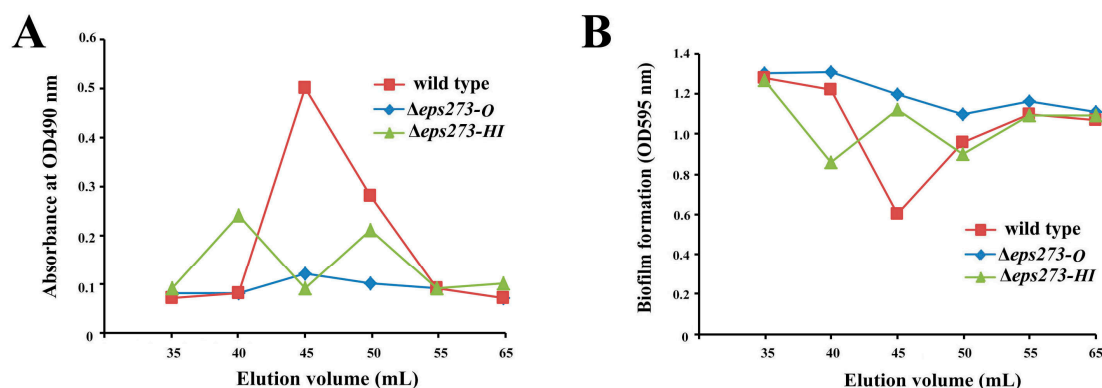 A
Absorbance at OD490 nm
0.6
0.5
0.4
0.3
0.2
0.1
0
wild type
Δeps273-O
Δeps273-HI
35 40 45 50 55 65
Elution volume (mL)
B
Biofilm formation (OD595 nm)
1.4
1.2
1.0
0.8
0.6
0.4
0.2
0
wild type
Δeps273-O
Δeps273-HI
35 40 45 50 55 65
Elution volume (mL)